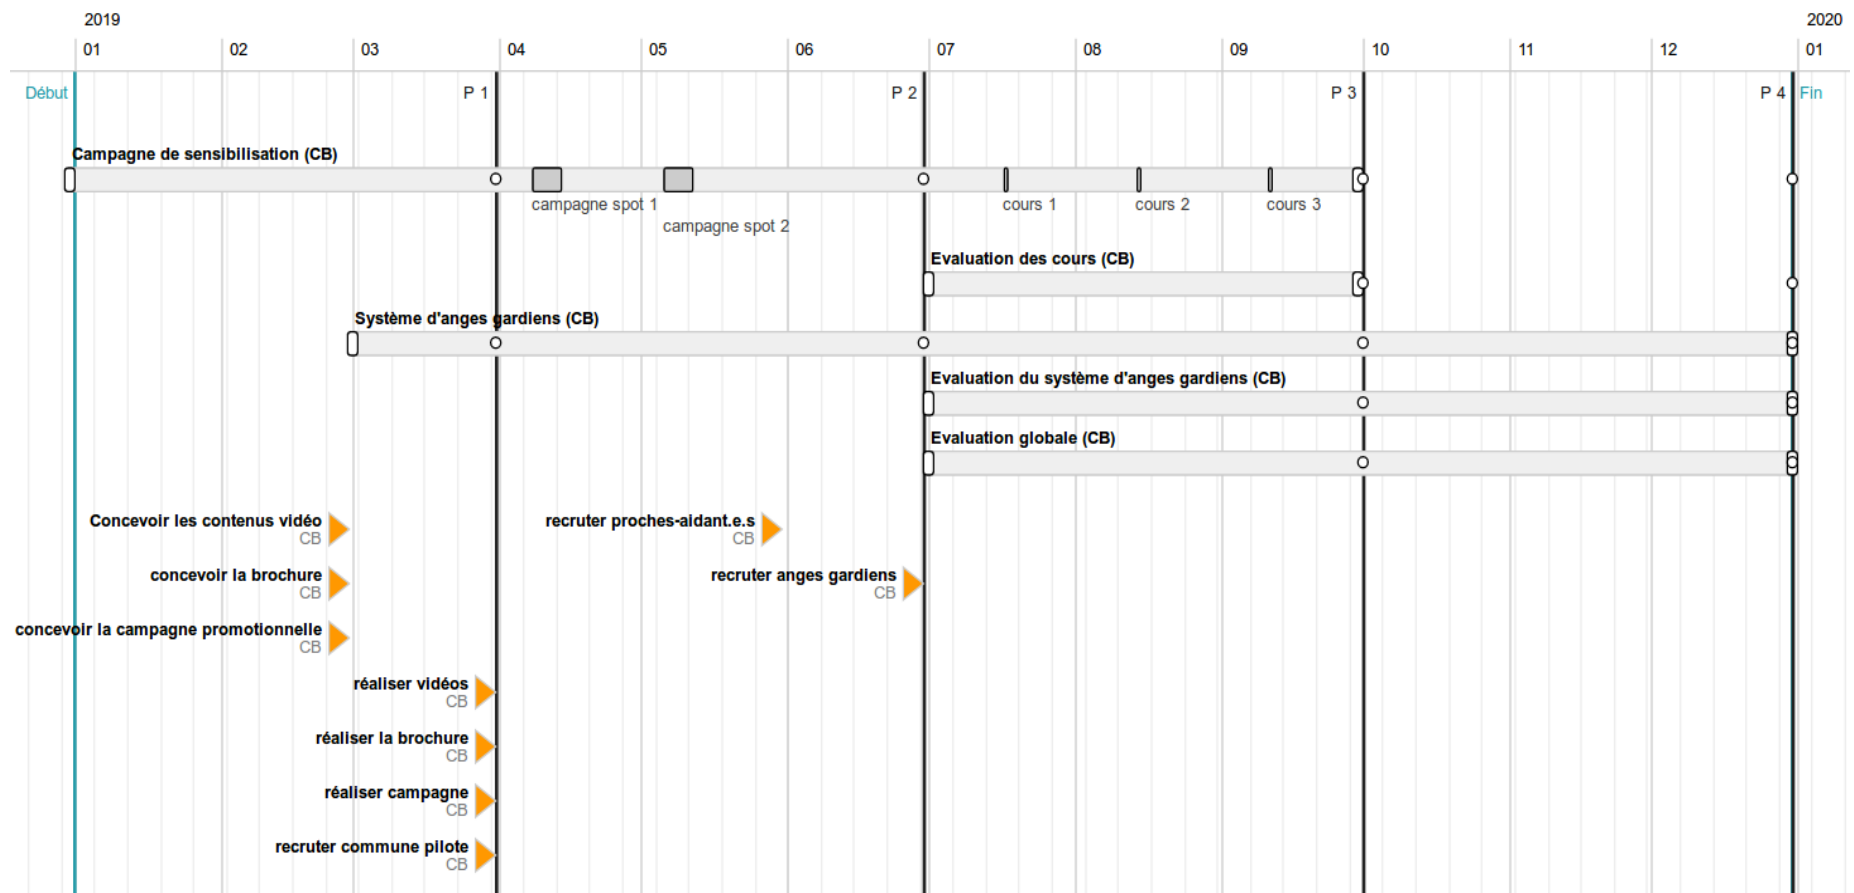 2019
2020
01
02
03
04
05
06
07
08
09
10
11
12
01
Début
P 1
P 2
P 3
P 4
Fin
Campagne de sensibilisation (CB)
campagne spot 1
cours 1
cours 2
cours 3
campagne spot 2
Evaluation des cours (CB)
Système d'anges gardiens (CB)
Evaluation du système d'anges gardiens (CB)
Evaluation globale (CB)
Concevoir les contenus vidéo
CB
recruter proches-aidant.e.s
CB
concevoir la brochure
CB
recruter anges gardiens
CB
concevoir la campagne promotionnelle
CB
réaliser vidéos
CB
réaliser la brochure
CB
réaliser campagne
CB
recruter commune pilote
CB